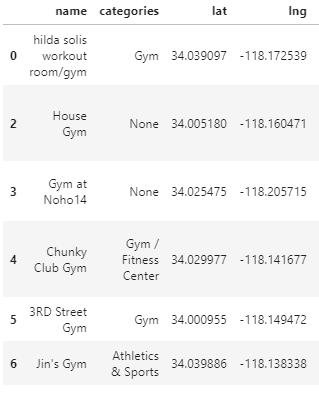 name categories lat lng
0 hilda solis workout room/gym Gym 34.039097 -118.172539
2 House Gym None 34.005180 -118.160471
3 Gym at Noho14 None 34.025475 -118.205715
4 Chunky Club Gym Gym / Fitness Center 34.029977 -118.141677
5 3RD Street Gym Gym 34.000955 -118.149472
6 Jin's Gym Athletics & Sports 34.039886 -118.138338